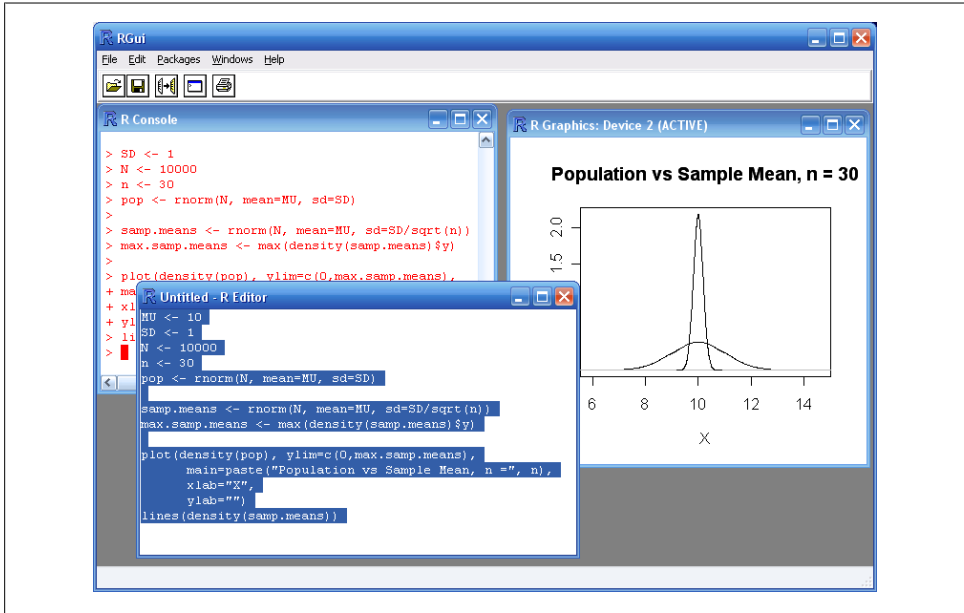 RGui
File Edit Packages Windows Help
R Console
> SD <- 1
> N <- 10000
> n <- 30
> pop <- rnorm(N, mean=MU, sd=SD)
>
> samp.means <- rnorm(N, mean=MU, sd=SD/sqrt(n))
> max.samp.means <- max(density(samp.means)$y)
>
> plot(density(pop), ylim=c(0,max.samp.means),
+ ma
+ xl
+ yl
> li
>
Untitled - R Editor
MU <- 10
SD <- 1
N <- 10000
n <- 30
pop <- rnorm(N, mean=MU, sd=SD)
samp.means <- rnorm(N, mean=MU, sd=SD/sqrt(n))
max.samp.means <- max(density(samp.means)$y)
plot(density(pop), ylim=c(0,max.samp.means),
main=paste("Population vs Sample Mean, n =", n),
xlab="X",
ylab="")
lines(density(samp.means))
R Graphics: Device 2 (ACTIVE)
Population vs Sample Mean, n = 30
2.0
1.5
6 8 10 12 14
X